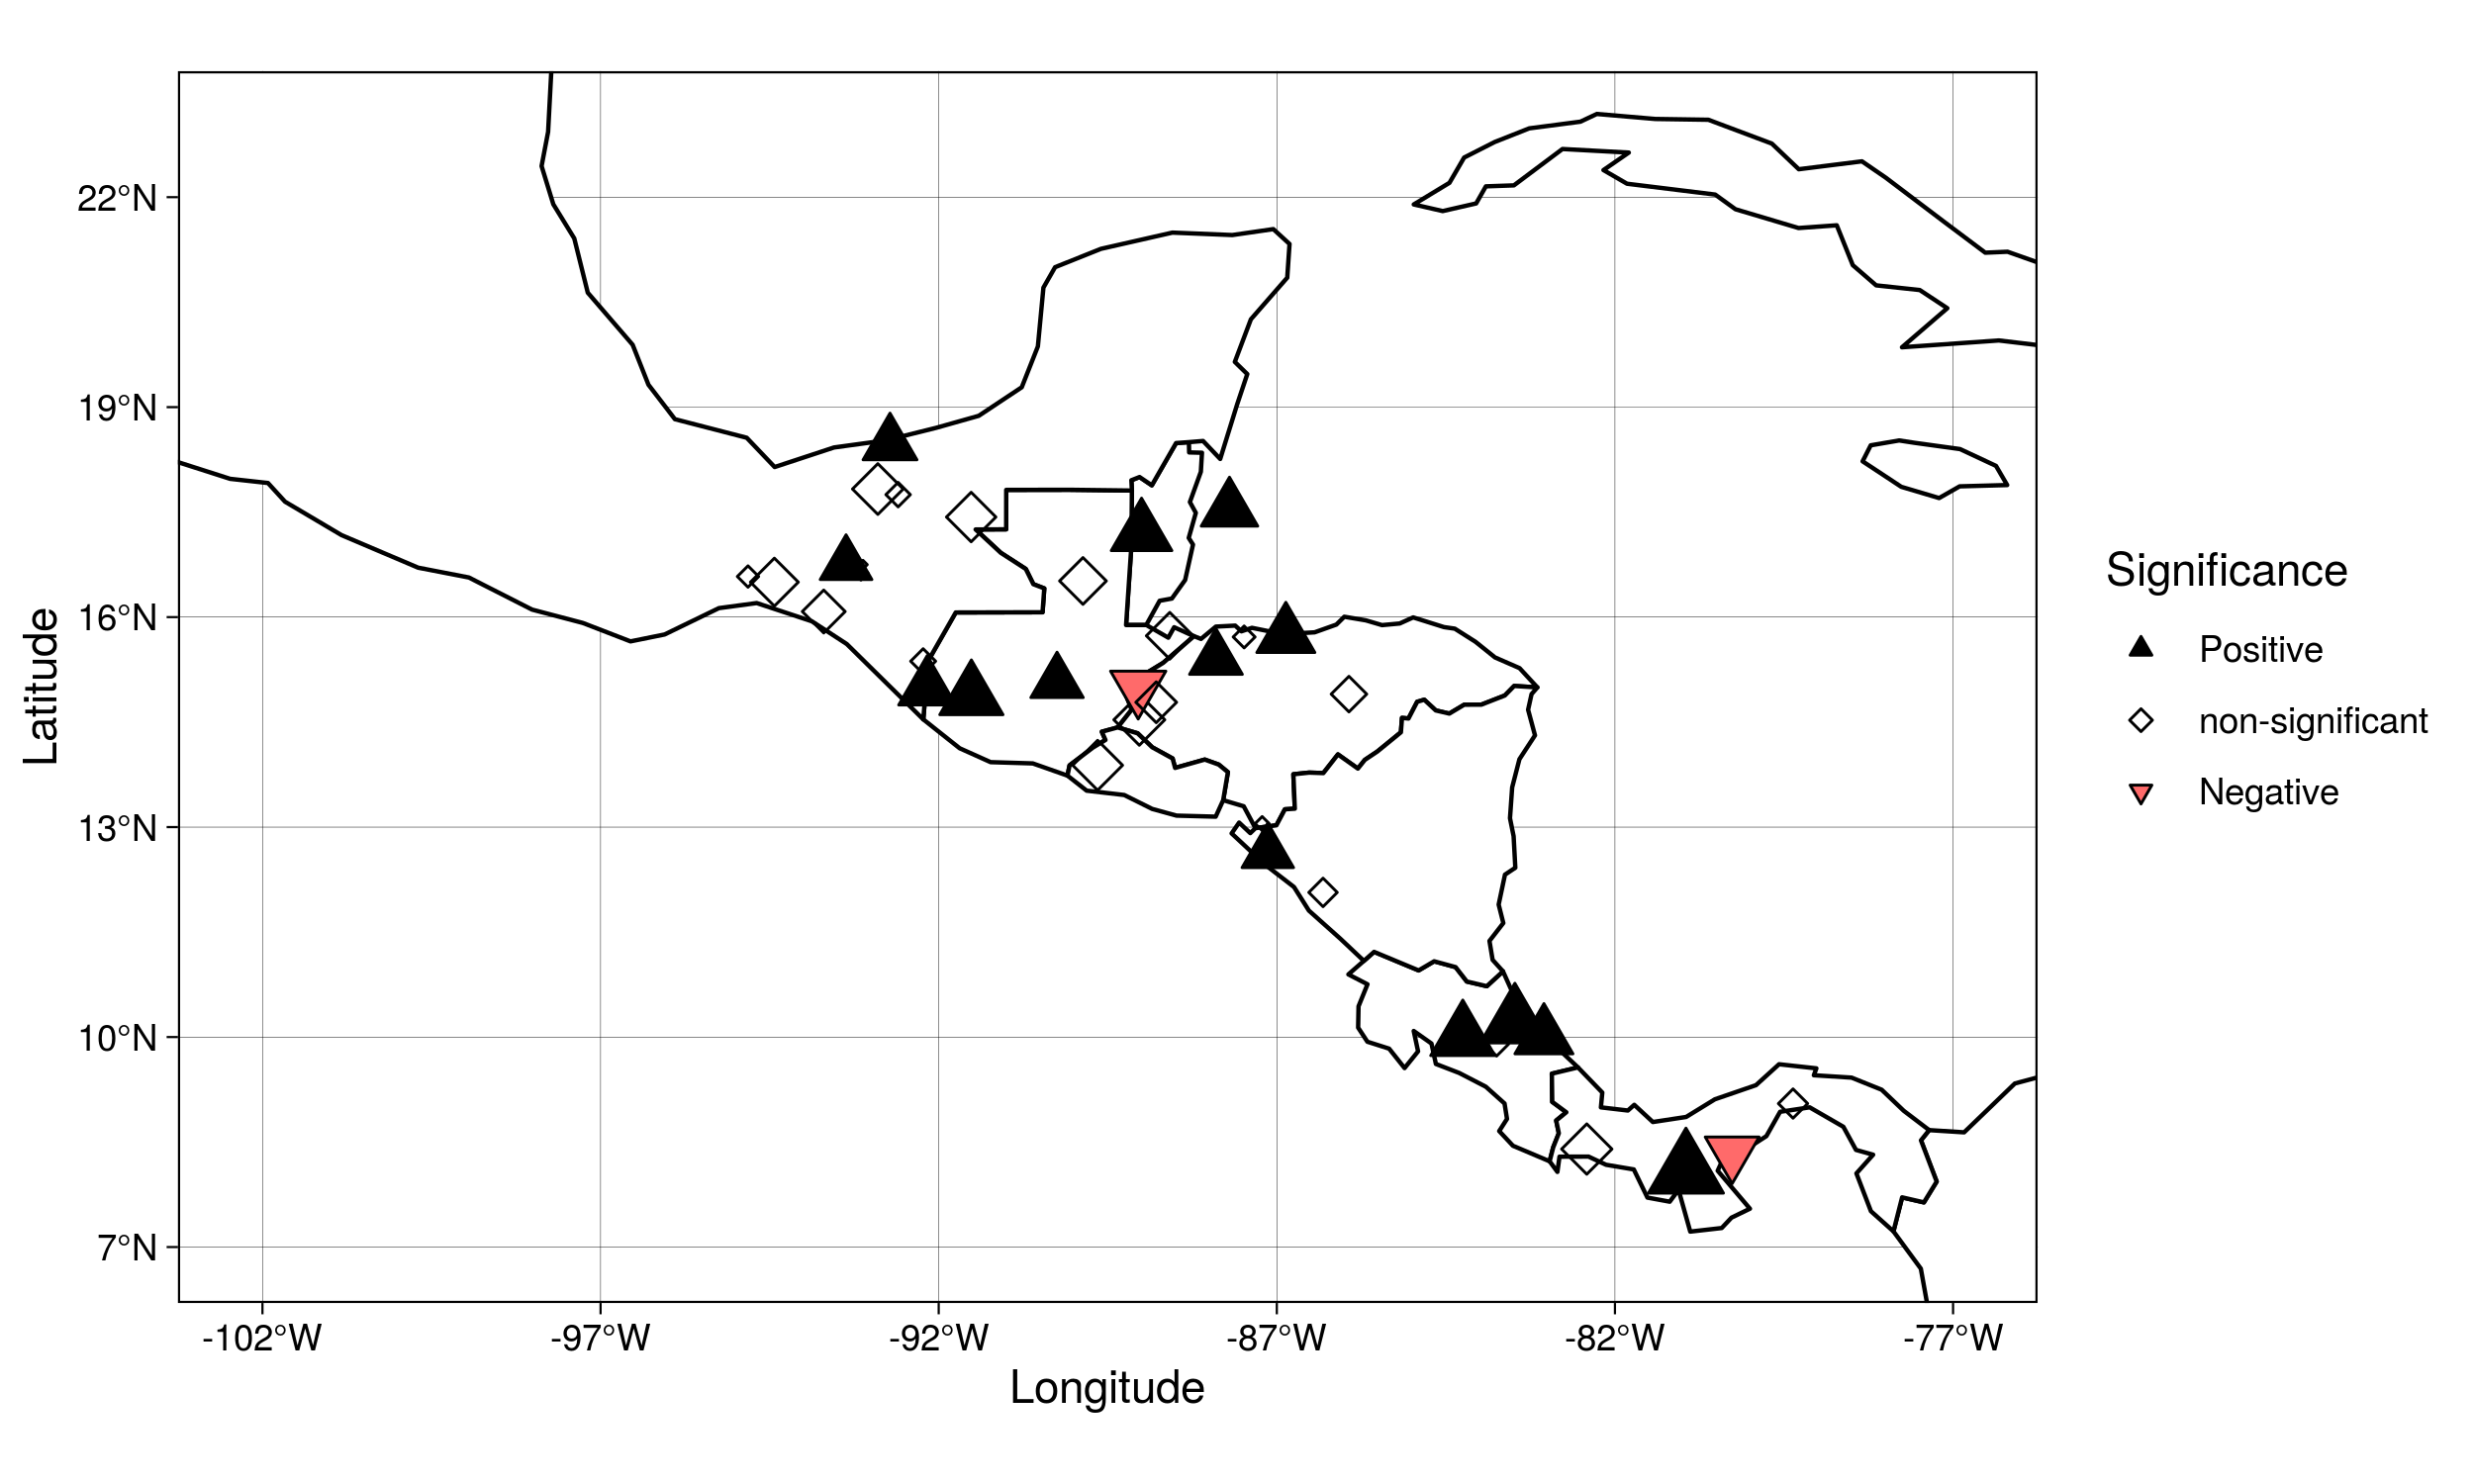 22°N
19°N
16°N
13°N
10°N
7°N
Latitude
-102°W
-97°W
-92°W
-87°W
-82°W
-77°W
Longitude
Significance
Positive
non-significant
Negative